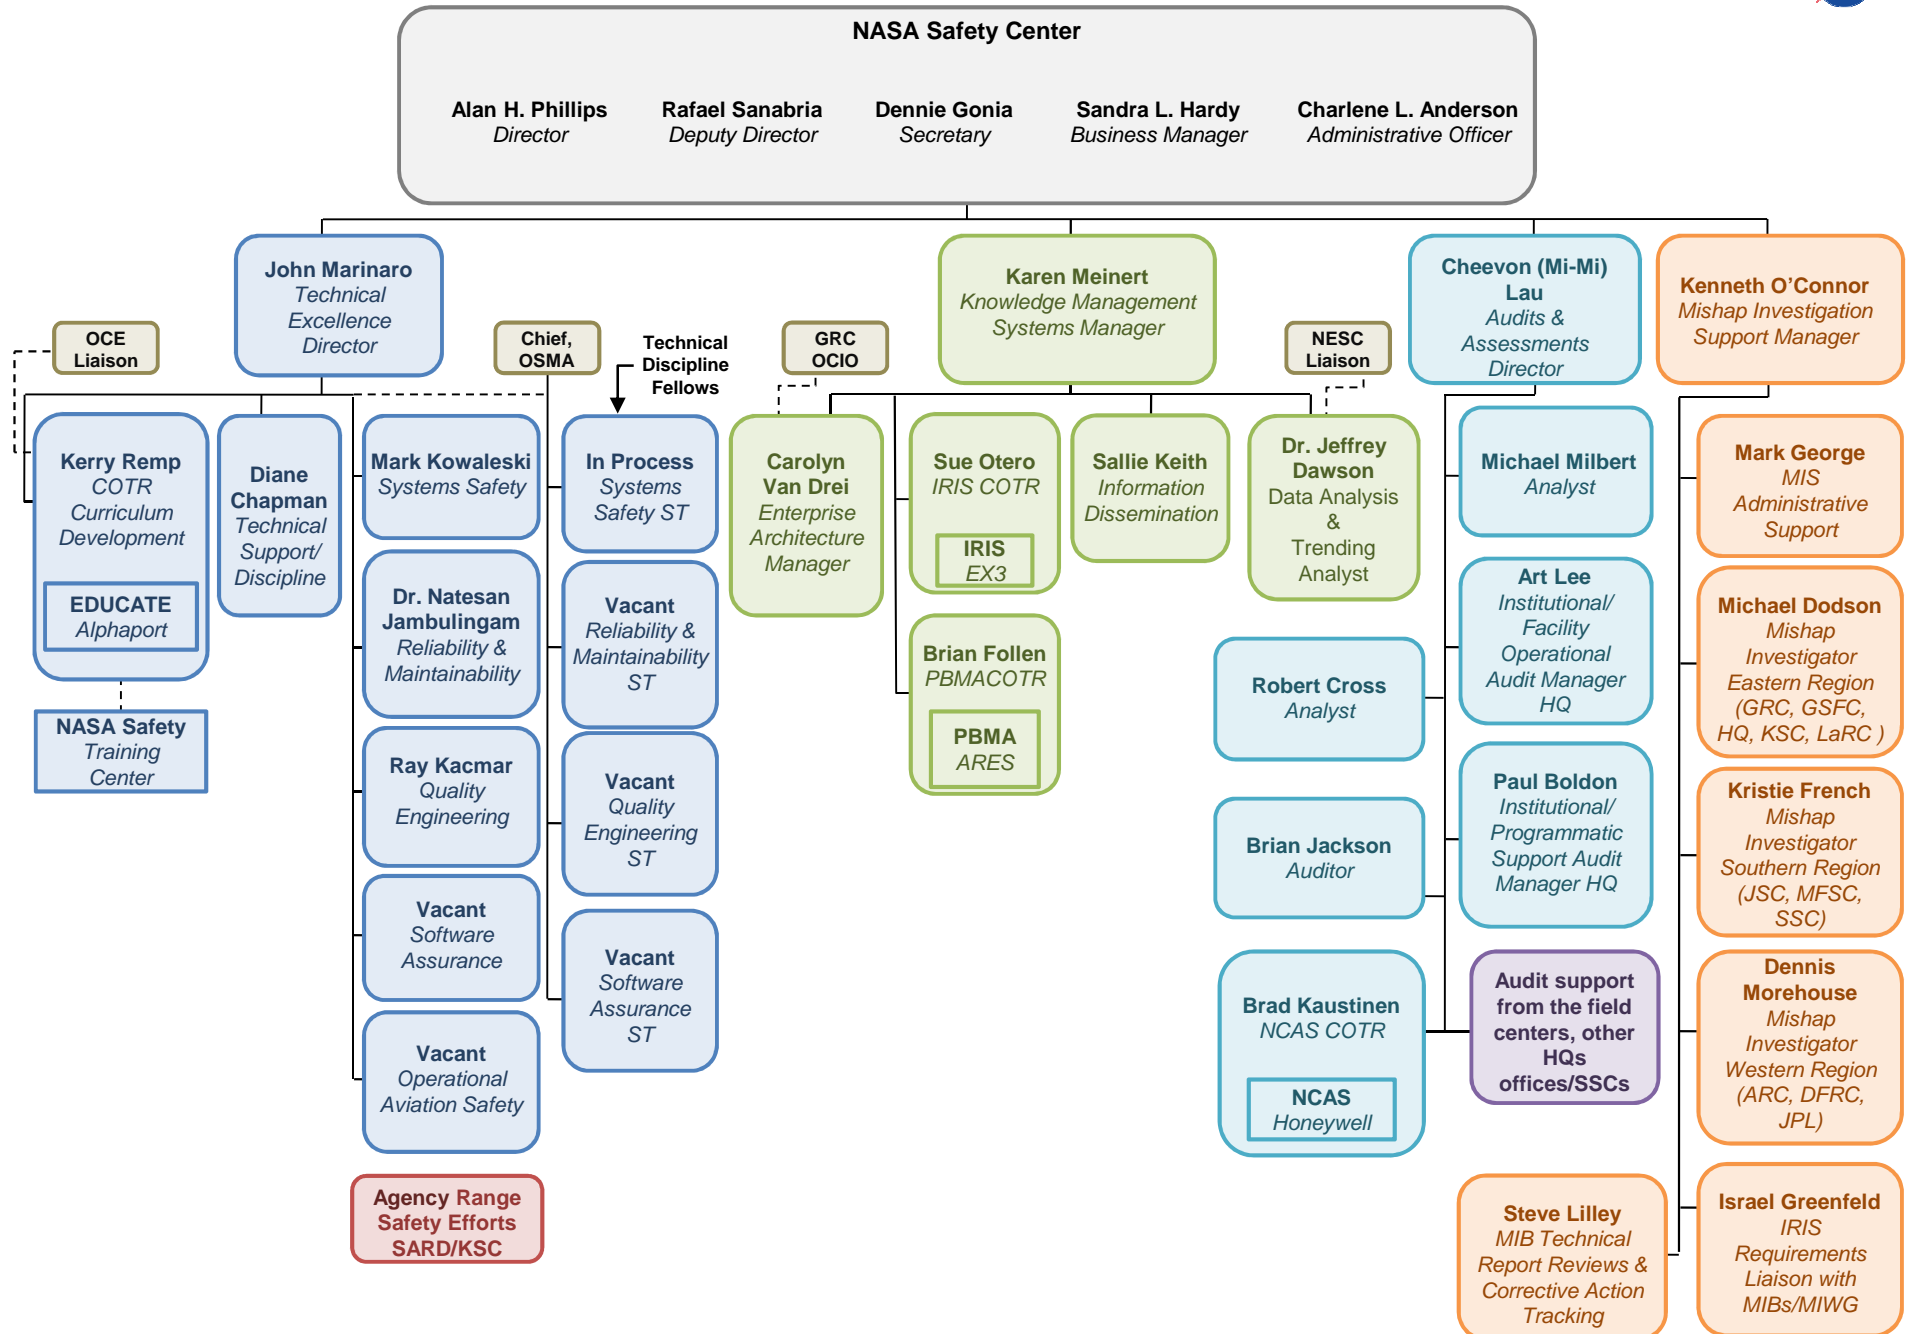 NASA Safety Center
Alan H. Phillips
Director
Rafael Sanabria
Deputy Director
Dennie Gonia
Secretary
Sandra L. Hardy
Business Manager
Charlene L. Anderson
Administrative Officer
John Marinaro
Technical
Excellence
Director
Karen Meinert
Knowledge Management
Systems Manager
Cheevon (Mi-Mi)
Lau
Audits &
Assessments
Director
Kenneth O’Connor
Mishap Investigation
Support Manager
OCE
Liaison
Chief,
OSMA
Technical
Discipline
Fellows
GRC
OCIO
NESC
Liaison
Kerry Remp
COTR
Curriculum
Development
EDUCATE
Alphaport
NASA Safety
Training
Center
Diane
Chapman
Technical
Support/
Discipline
Mark Kowaleski
Systems Safety
Dr. Natesan
Jambulingam
Reliability &
Maintainability
Ray Kacmar
Quality
Engineering
Vacant
Software
Assurance
Vacant
Operational
Aviation Safety
Agency Range
Safety Efforts
SARD/KSC
In Process
Systems
Safety ST
Vacant
Reliability &
Maintainability
ST
Vacant
Quality
Engineering
ST
Vacant
Software
Assurance
ST
Carolyn
Van Drei
Enterprise
Architecture
Manager
Sue Otero
IRIS COTR
IRIS
EX3
Brian Follen
PBMACOTR
PBMA
ARES
Sallie Keith
Information
Dissemination
Dr. Jeffrey
Dawson
Data Analysis
&
Trending
Analyst
Michael Milbert
Analyst
Art Lee
Institutional/
Facility
Operational
Audit Manager
HQ
Robert Cross
Analyst
Paul Boldon
Institutional/
Programmatic
Support Audit
Manager HQ
Brian Jackson
Auditor
Brad Kaustinen
NCAS COTR
NCAS
Honeywell
Audit support
from the field
centers, other
HQs
offices/SSCs
Mark George
MIS
Administrative
Support
Michael Dodson
Mishap
Investigator
Eastern Region
(GRC, GSFC,
HQ, KSC, LaRC )
Kristie French
Mishap
Investigator
Southern Region
(JSC, MFSC,
SSC)
Dennis
Morehouse
Mishap
Investigator
Western Region
(ARC, DFRC,
JPL)
Steve Lilley
MIB Technical
Report Reviews &
Corrective Action
Tracking
Israel Greenfeld
IRIS
Requirements
Liaison with
MIBs/MIWG